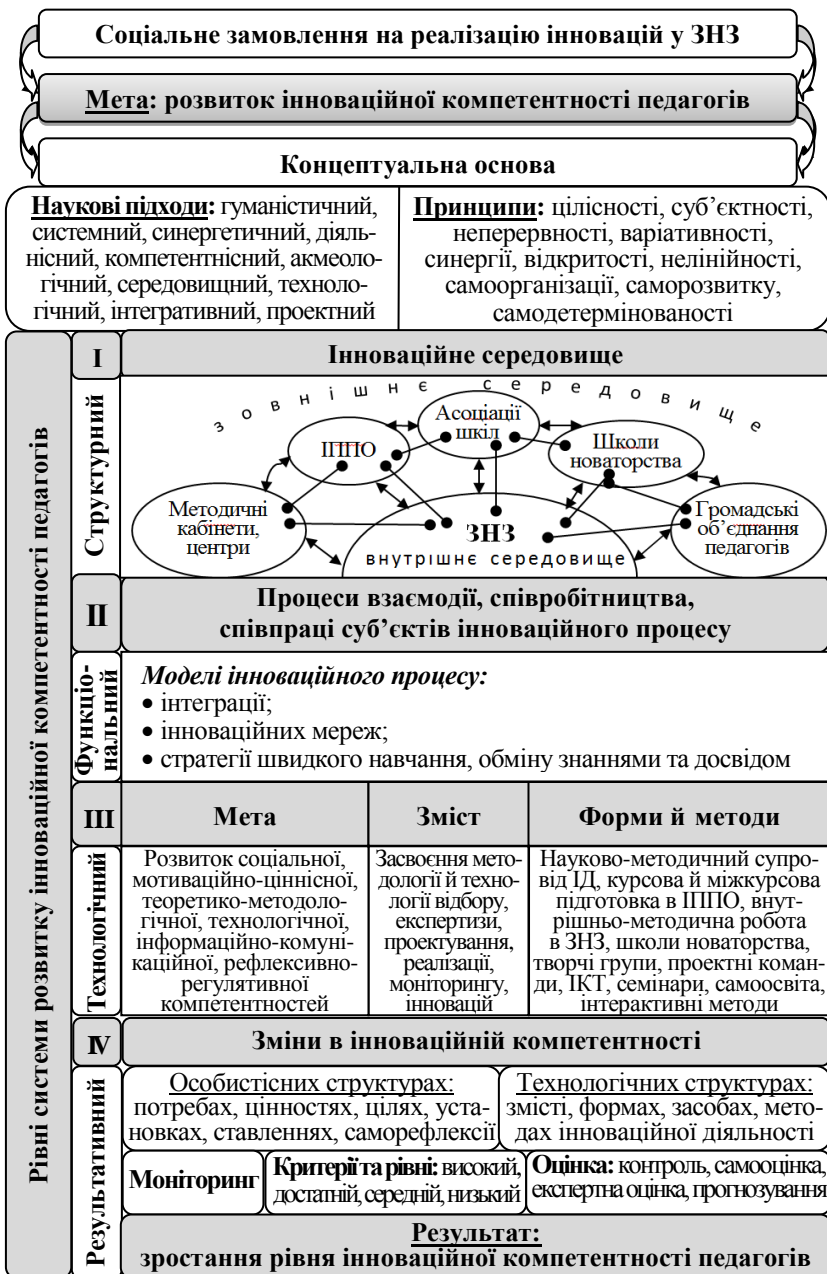 Соціальне замовлення на реалізацію інновацій у ЗНЗ
Мета: розвиток інноваційної компетентності педагогів
Концептуальна основа
Наукові підходи: гуманістичний,
системний, синергетичний, діяль-
нісний, компетентнісний, акмеоло-
гічний, середовищний, техноло-
гічний, інтегративний, проектний
Принципи: цілісності, суб’єктності,
неперервності, варіативності,
синергії, відкритості, нелінійності,
самоорганізації, саморозвитку,
самодетермінованості
Рівні системи розвитку інноваційної компетентності педагогів
I
Інноваційне середовище
Структурний
зовнішнє середовище
Асоціації
шкіл
ІППО
Школи
новаторства
Методичні
кабінети,
центри
ЗНЗ
внутрішнє середовище
Громадські
об’єднання
педагогів
II
Процеси взаємодії, співробітництва,
співпраці суб’єктів інноваційного процесу
Функціо-
нальний
Моделі інноваційного процесу:
• інтеграції;
• інноваційних мереж;
• стратегії швидкого навчання, обміну знаннями та досвідом
III
Мета
Зміст
Форми й методи
Технологічний
Розвиток соціальної,
мотиваційно-ціннісної,
теоретико-методоло-
гічної, технологічної,
інформаційно-комуні-
каційної, рефлексивно-
регулятивної
компетентностей
Засвоєння мето-
дології й техно-
логії відбору,
експертизи,
проектування,
реалізації,
моніторингу,
інновацій
Науково-методичний супро-
від ІД, курсова й міжкурсова
підготовка в ІППО, внут-
рішньо-методична робота
в ЗНЗ, школи новаторства,
творчі групи, проектні коман-
ди, ІКТ, семінари, самоосвіта,
інтерактивні методи
IV
Зміни в інноваційній компетентності
Результативний
Особистісних структурах:
потребах, цінностях, цілях, уста-
новках, ставленнях, саморефлексії
Технологічних структурах:
змісті, формах, засобах, мето-
дах інноваційної діяльності
Моніторинг
Критерії та рівні: високий,
достатній, середній, низький
Оцінка: контроль, самооцінка,
експертна оцінка, прогнозування
Результат:
зростання рівня інноваційної компетентності педагогів